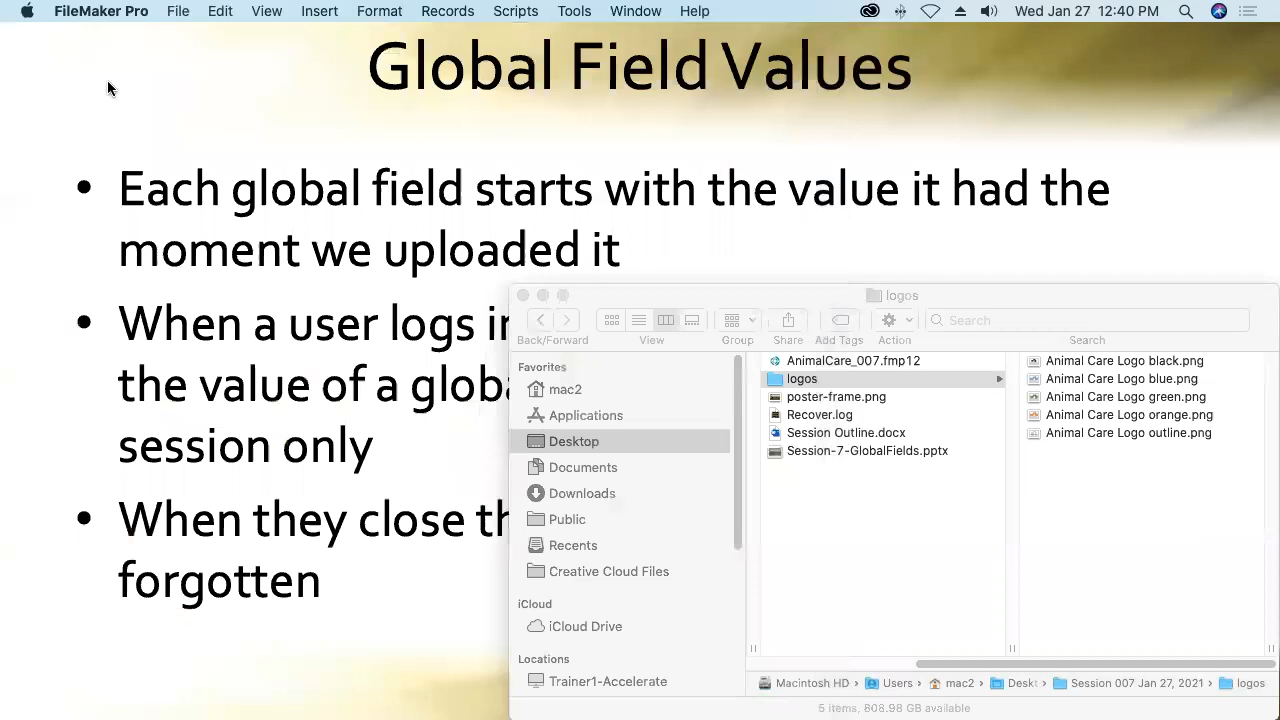 FileMaker Pro File Edit View Insert Format Records Scripts Tools Window Help Wed Jan 27 12:40 PM
Global Field Values
• Each global field starts with the value it had the
moment we uploaded it
• When a user logs in
the value of a globa
session only
• When they close th
forgotten
logos
Search
Back/Forward View Group Share Add Tags Action Search
Favorites
mac2
Applications
Desktop
Documents
Downloads
Public
Recents
Creative Cloud Files
iCloud
iCloud Drive
Locations
Trainer1-Accelerate
AnimalCare_007.fmp12
logos
poster-frame.png
Recover.log
Session Outline.docx
Session-7-GlobalFields.pptx
Animal Care Logo black.png
Animal Care Logo blue.png
Animal Care Logo green.png
Animal Care Logo orange.png
Animal Care Logo outline.png
Macintosh HD › Users › mac2 › Deskt › Session 007 Jan 27, 2021 › logos
5 items, 808.98 GB available